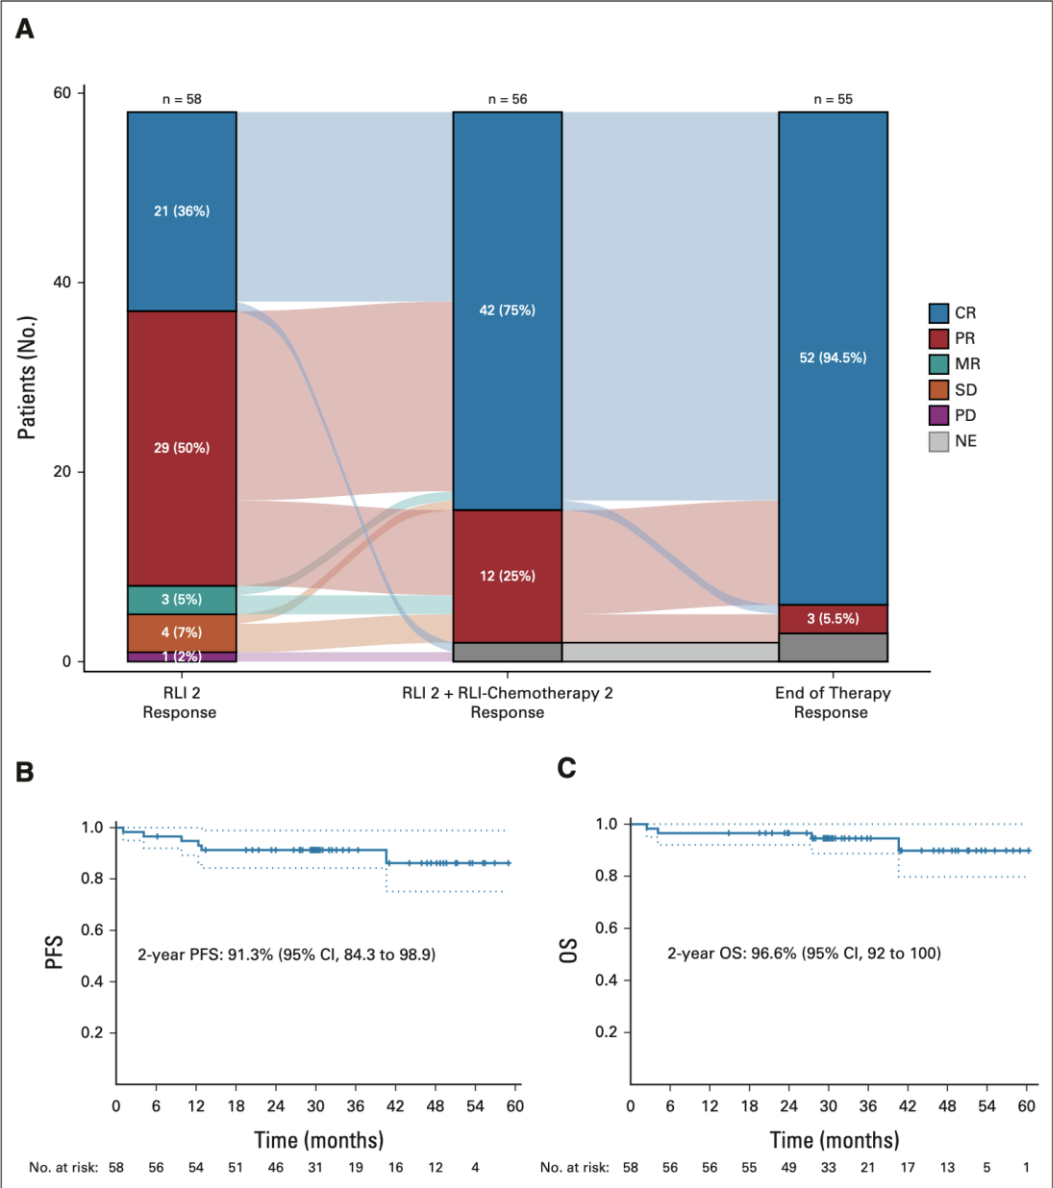 A
Patients (No.)
60
40
20
0
n = 58
n = 56
n = 55
21 (36%)
29 (50%)
3 (5%)
4 (7%)
1 (2%)
42 (75%)
12 (25%)
52 (94.5%)
3 (5.5%)
CR
PR
MR
SD
PD
NE
RLI 2
Response
RLI 2 + RLI-Chemotherapy 2
Response
End of Therapy
Response
B
PFS
1.0
0.8
0.6
0.4
0.2
2-year PFS: 91.3% (95% CI, 84.3 to 98.9)
0 6 12 18 24 30 36 42 48 54 60
Time (months)
No. at risk: 58 56 54 51 46 31 19 16 12 4
C
OS
1.0
0.8
0.6
0.4
0.2
2-year OS: 96.6% (95% CI, 92 to 100)
0 6 12 18 24 30 36 42 48 54 60
Time (months)
No. at risk: 58 56 56 55 49 33 21 17 13 5 1